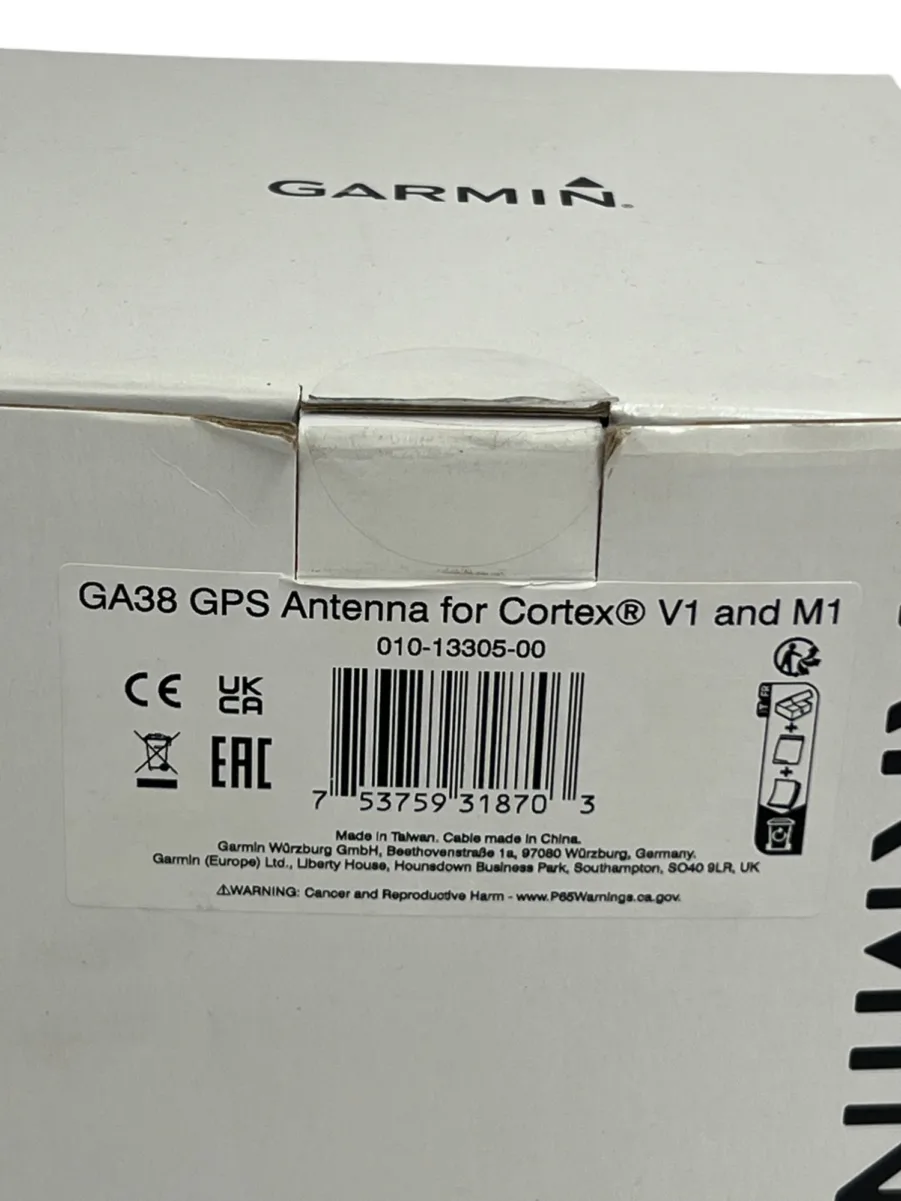 GARMIN
GA38 GPS Antenna for Cortex® V1 and M1
010-13305-00
CE UK CA
EAC
IT FR
+
+
7 53759 31870 3
Made in Taiwan. Cable made in China.
Garmin Würzburg GmbH, Beethovenstraße 1a, 97080 Würzburg, Germany.
Garmin (Europe) Ltd., Liberty House, Hounsdown Business Park, Southampton, SO40 9LR, UK
⚠WARNING: Cancer and Reproductive Harm - www.P65Warnings.ca.gov.